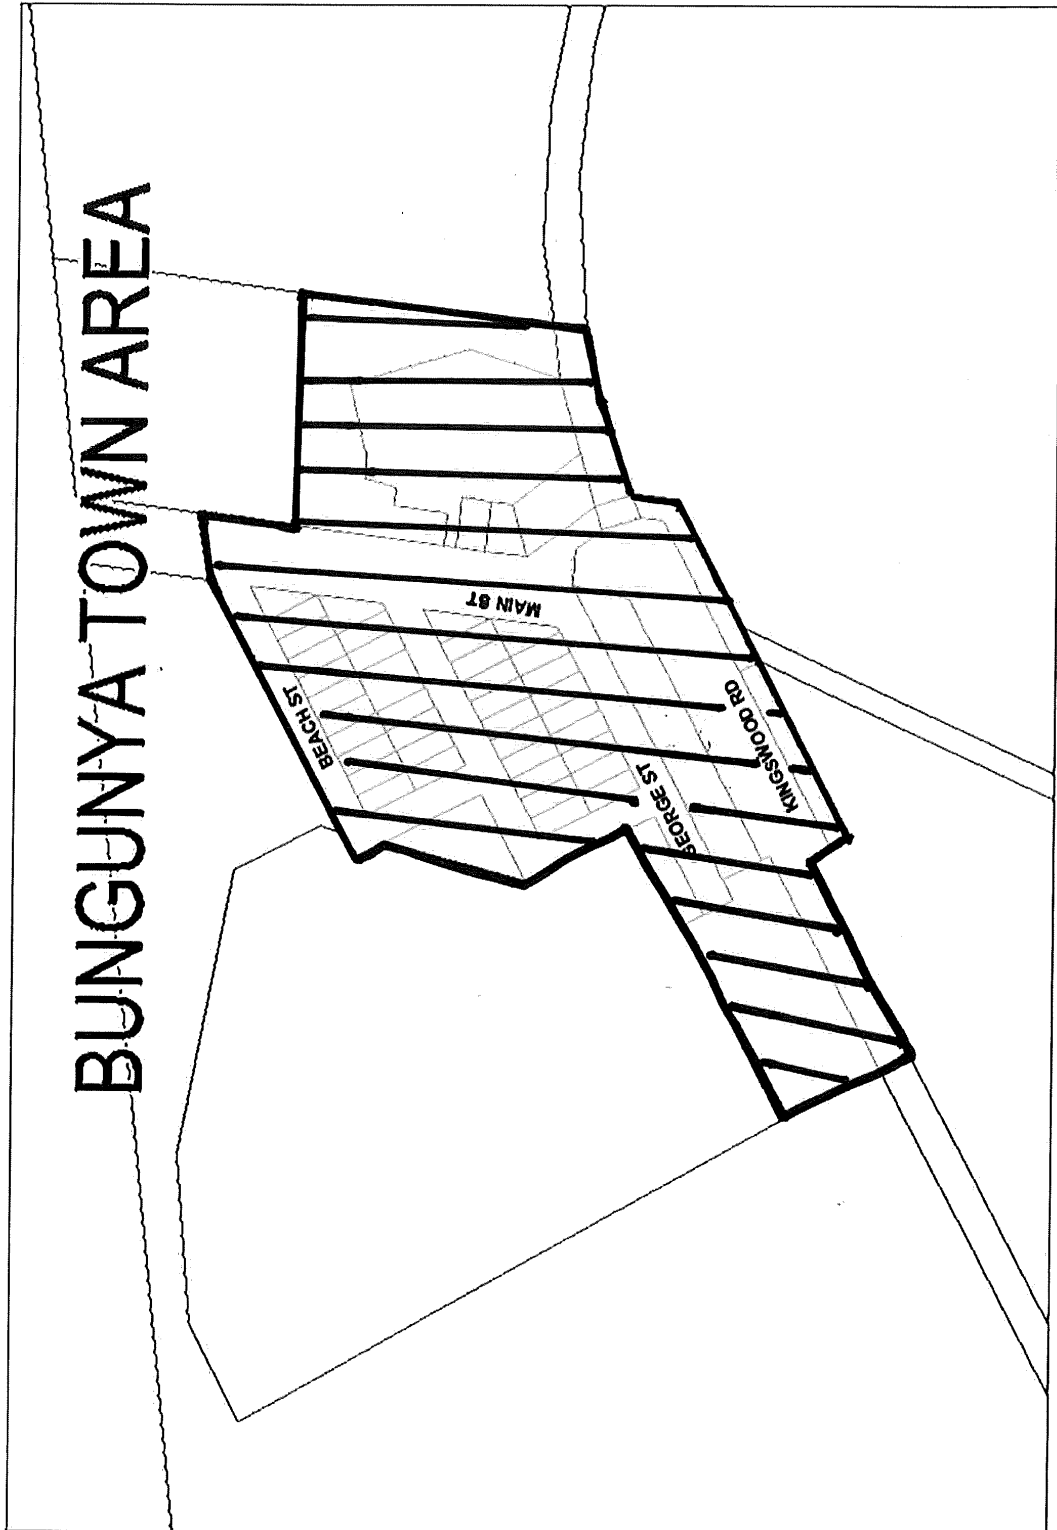 BUNGUNYA TOWN AREA
BEACH ST
MAIN ST
GEORGE ST
KINGSWOOD RD